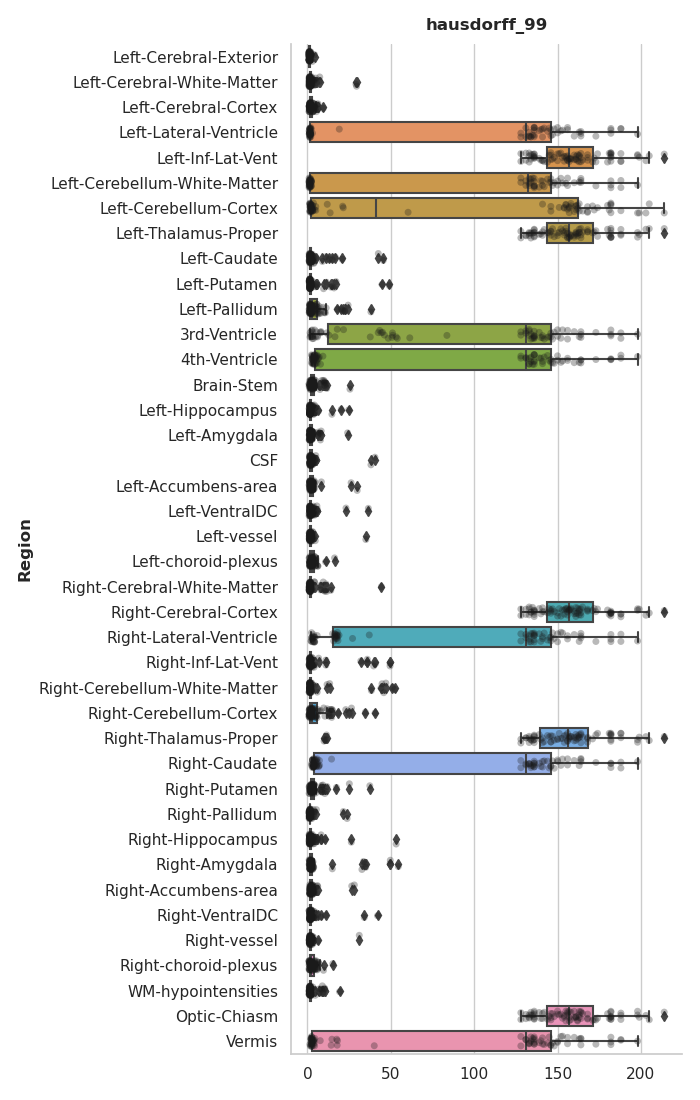 hausdorff_99
Left-Cerebral-Exterior
Left-Cerebral-White-Matter
Left-Cerebral-Cortex
Left-Lateral-Ventricle
Left-Inf-Lat-Vent
Left-Cerebellum-White-Matter
Left-Cerebellum-Cortex
Left-Thalamus-Proper
Left-Caudate
Left-Putamen
Left-Pallidum
3rd-Ventricle
4th-Ventricle
Brain-Stem
Left-Hippocampus
Left-Amygdala
CSF
Left-Accumbens-area
Left-VentralDC
Left-vessel
Left-choroid-plexus
Right-Cerebral-White-Matter
Right-Cerebral-Cortex
Right-Lateral-Ventricle
Right-Inf-Lat-Vent
Right-Cerebellum-White-Matter
Right-Cerebellum-Cortex
Right-Thalamus-Proper
Right-Caudate
Right-Putamen
Right-Pallidum
Right-Hippocampus
Right-Amygdala
Right-Accumbens-area
Right-VentralDC
Right-vessel
Right-choroid-plexus
WM-hypointensities
Optic-Chiasm
Vermis
Region
0 50 100 150 200